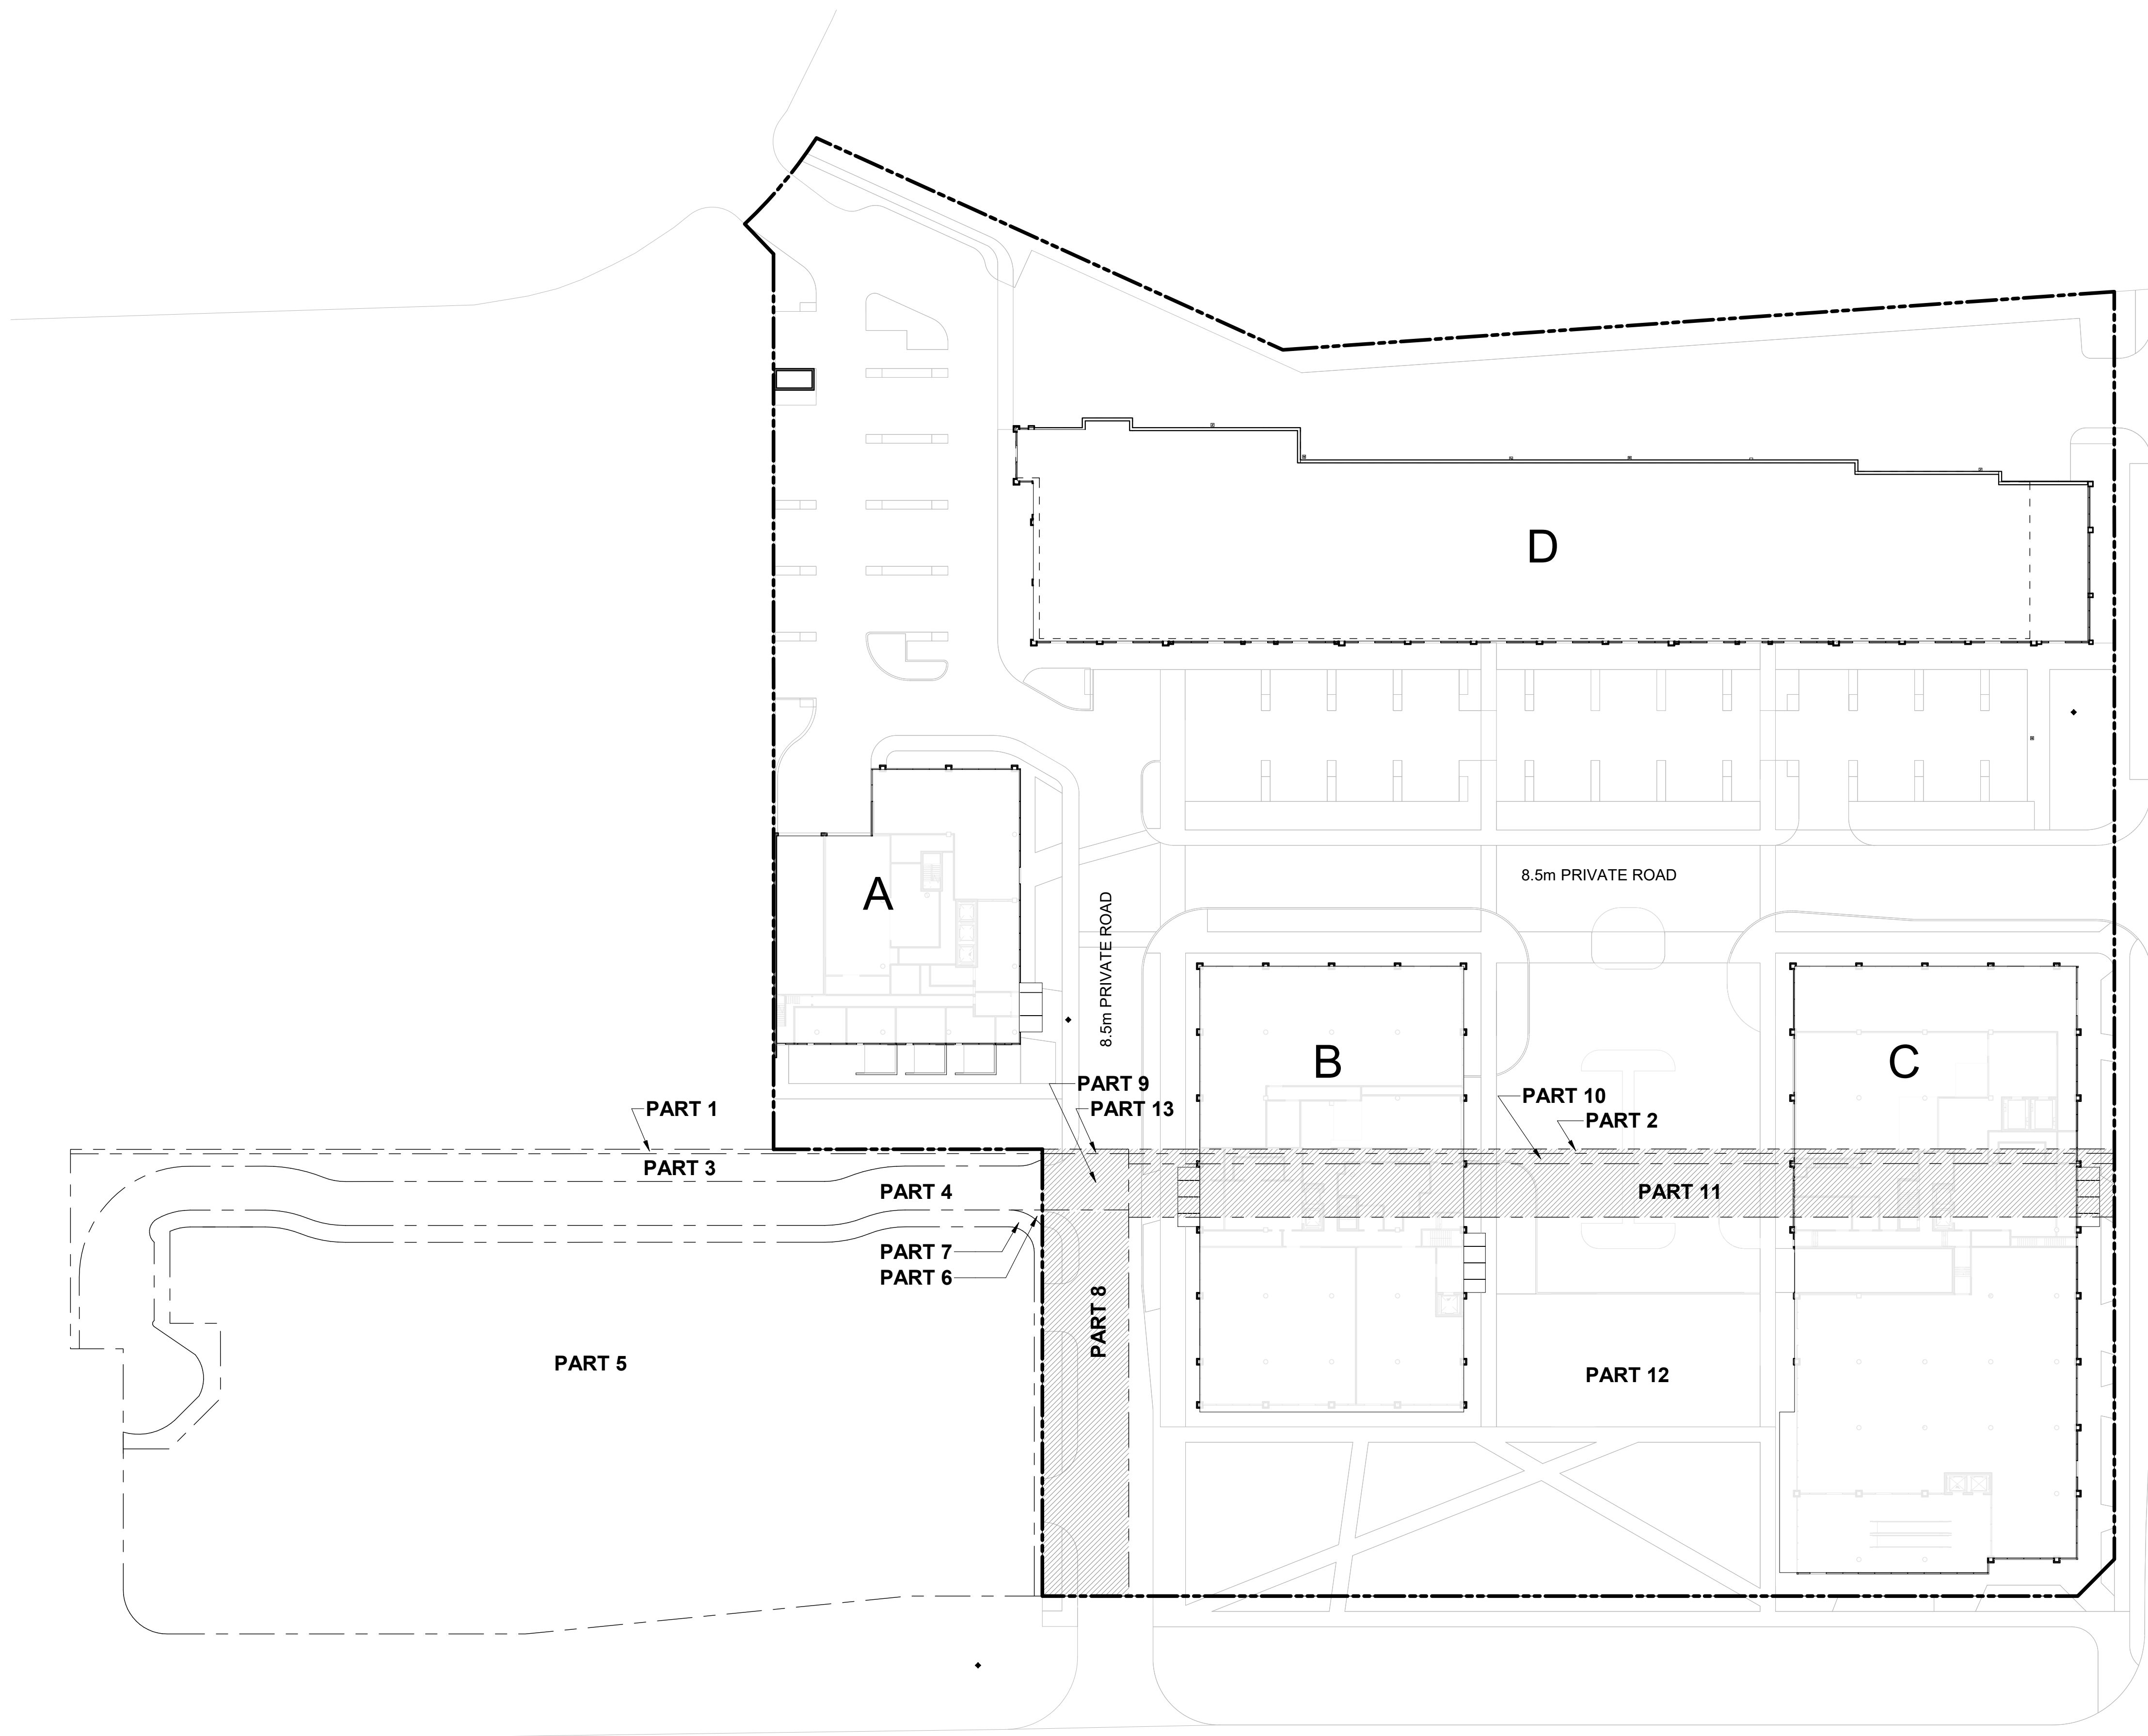 D
8.5m PRIVATE ROAD
A
8.5m PRIVATE ROAD
B
C
PART 9
PART 10
PART 1
PART 13
PART 2
PART 3
PART 4
PART 11
PART 7
PART 6
PART 8
PART 5
PART 12